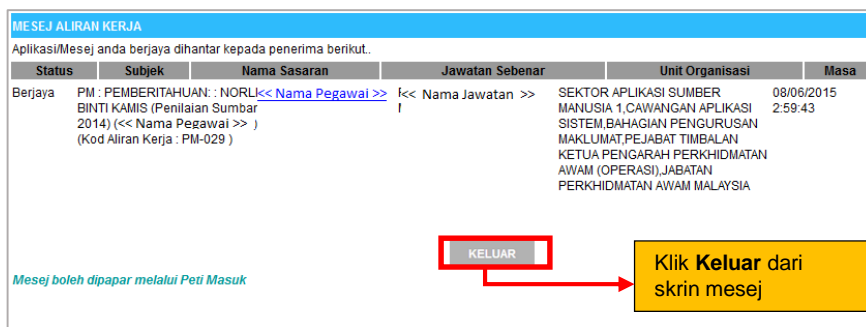 MESEJ ALIRAN KERJA
Aplikasi/Mesej anda berjaya dihantar kepada penerima berikut..
Status Subjek Nama Sasaran Jawatan Sebenar Unit Organisasi Masa
Berjaya PM : PEMBERITAHUAN: : NORLI << Nama Pegawai >> << Nama Jawatan >> SEKTOR APLIKASI SUMBER 08/06/2015
BINTI KAMIS (Penilaian Sumbar MANUSIA 1,CAWANGAN APLIKASI 2:59:43
2014) (<< Nama Pegawai >> ) SISTEM,BAHAGIAN PENGURUSAN
(Kod Aliran Kerja : PM-029 ) MAKLUMAT,PEJABAT TIMBALAN
KETUA PENGARAH PERKHIDMATAN
AWAM (OPERASI),JABATAN
PERKHIDMATAN AWAM MALAYSIA
KELUAR
Klik Keluar dari
skrin mesej
Mesej boleh dipapar melalui Peti Masuk